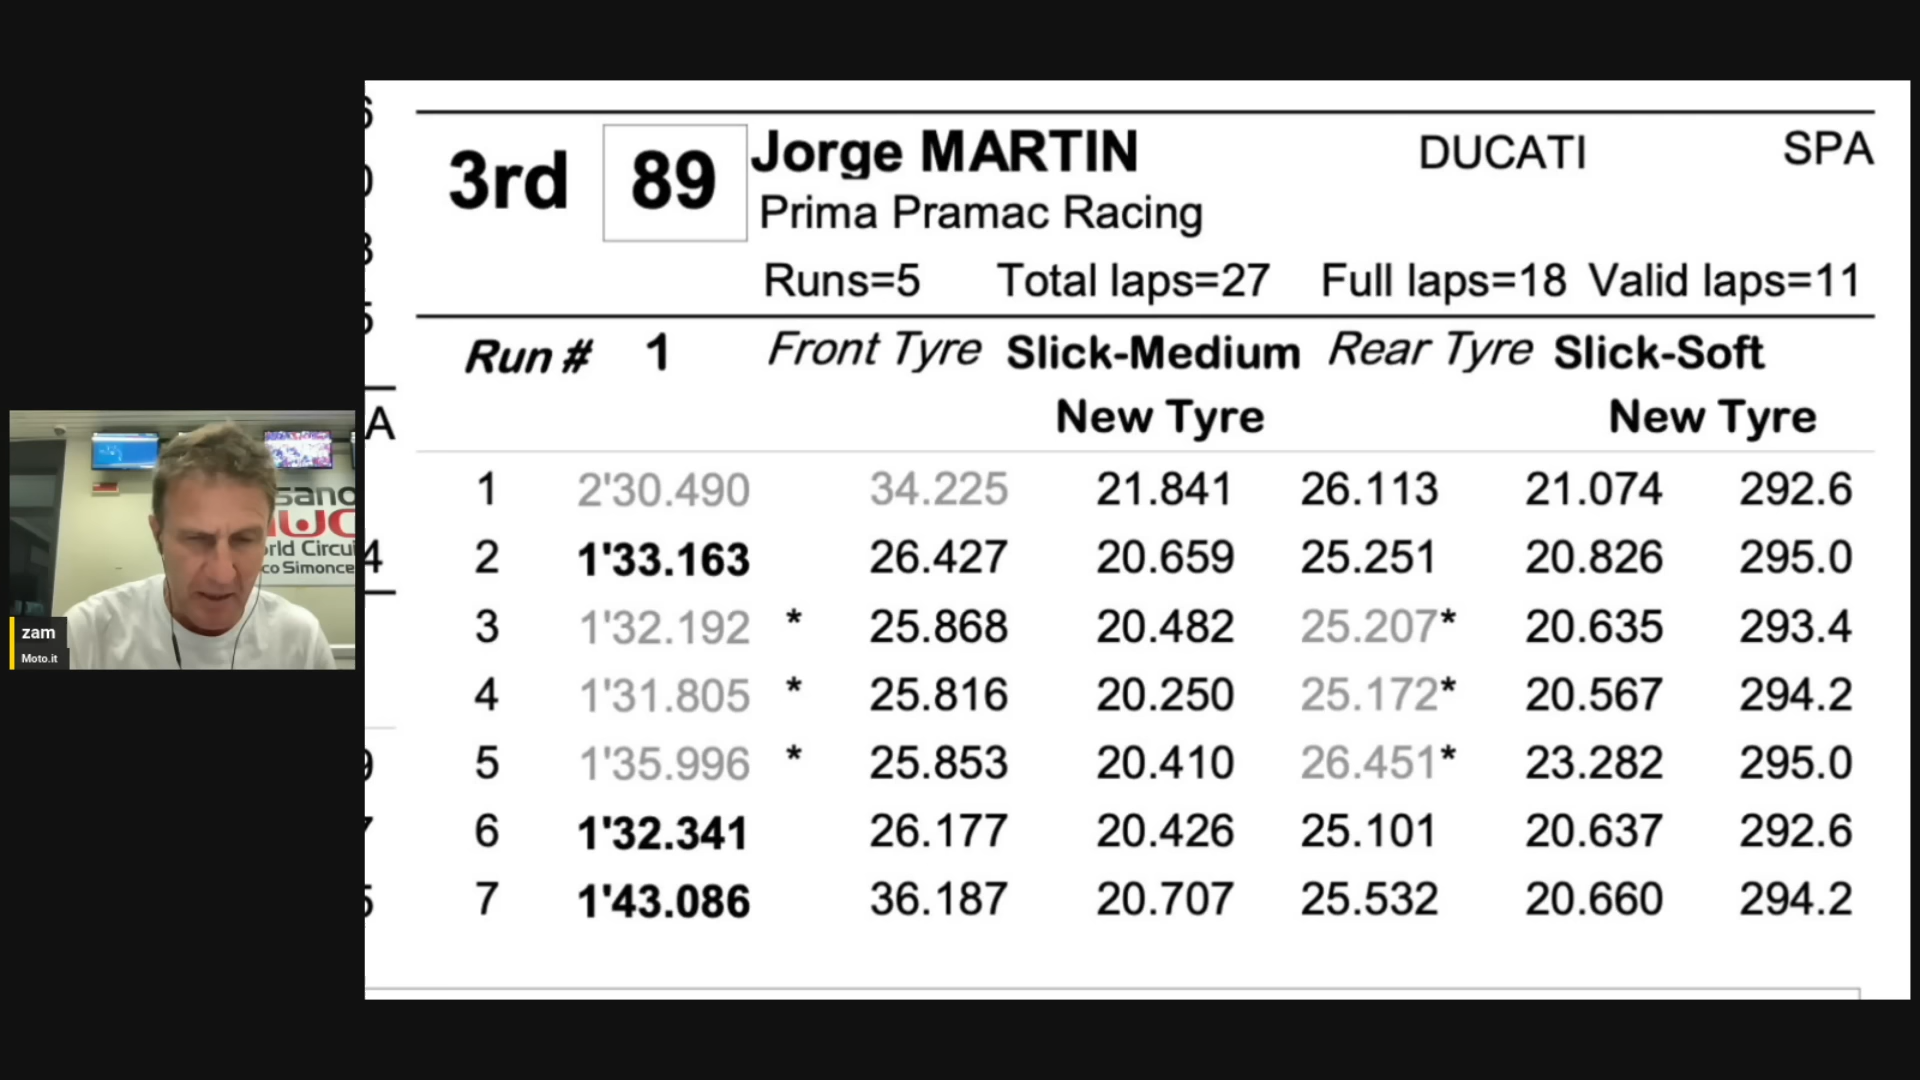 3rd 89 Jorge MARTIN DUCATI SPA
Prima Pramac Racing
Runs=5 Total laps=27 Full laps=18 Valid laps=11
Run # 1 Front Tyre Slick-Medium Rear Tyre Slick-Soft
New Tyre New Tyre
1 2'30.490 34.225 21.841 26.113 21.074 292.6
2 1'33.163 26.427 20.659 25.251 20.826 295.0
3 1'32.192 * 25.868 20.482 25.207* 20.635 293.4
4 1'31.805 * 25.816 20.250 25.172* 20.567 294.2
5 1'35.996 * 25.853 20.410 26.451* 23.282 295.0
6 1'32.341 26.177 20.426 25.101 20.637 292.6
7 1'43.086 36.187 20.707 25.532 20.660 294.2
A
4
sano
rld Circui
co Simonce
zam
Moto.it